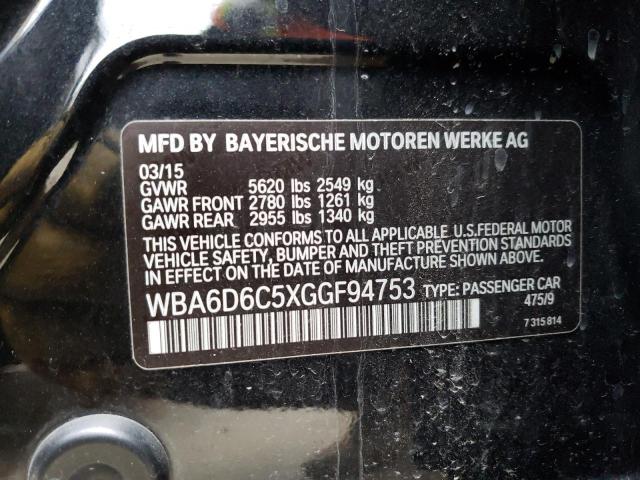 MFD BY BAYERISCHE MOTOREN WERKE AG
03/15
GVWR 5620 lbs 2549 kg
GAWR FRONT 2780 lbs 1261 kg
GAWR REAR 2955 lbs 1340 kg
THIS VEHICLE CONFORMS TO ALL APPLICABLE U.S.FEDERAL MOTOR
VEHICLE SAFETY, BUMPER AND THEFT PREVENTION STANDARDS
IN EFFECT ON THE DATE OF MANUFACTURE SHOWN ABOVE.
WBA6D6C5XGGF94753 TYPE: PASSENGER CAR
475/9
7 315 814